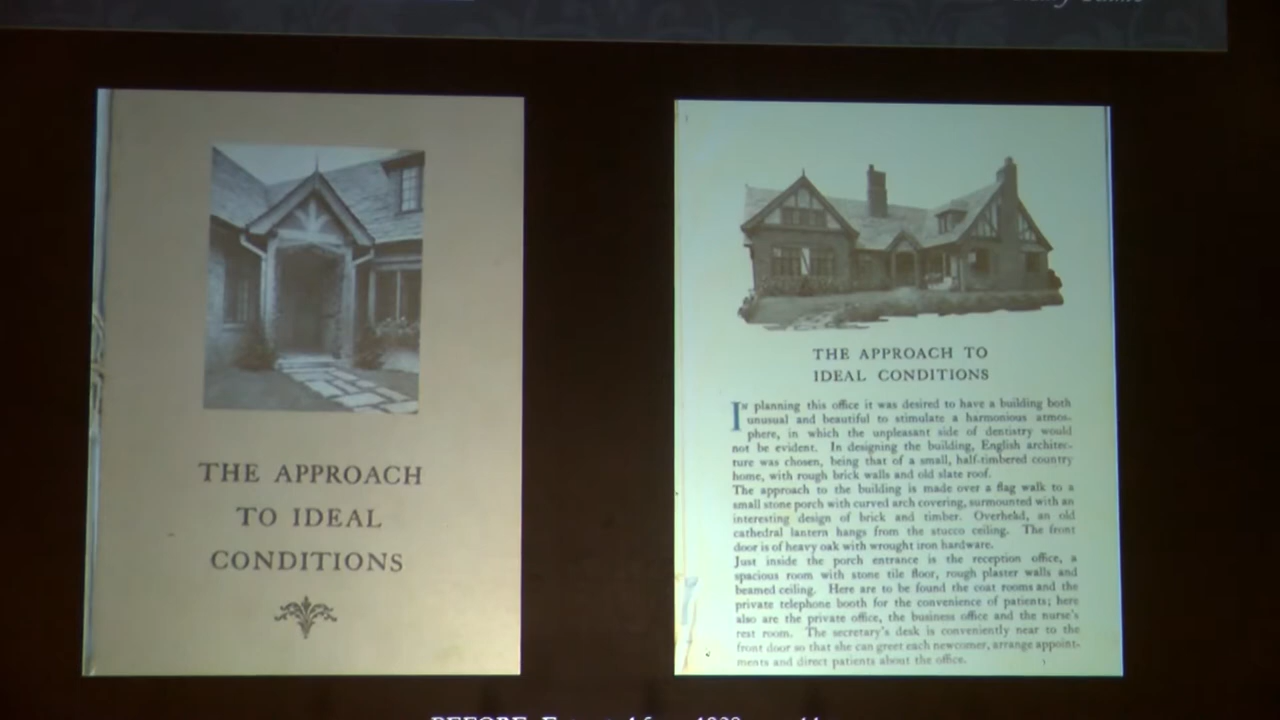 THE APPROACH
TO IDEAL
CONDITIONS
THE APPROACH TO
IDEAL CONDITIONS
IN planning this office it was desired to have a building both
unusual and beautiful to stimulate a harmonious atmos-
phere, in which the unpleasant side of dentistry would
not be evident. In designing the building, English architec-
ture was chosen, being that of a small, half-timbered country
home, with rough brick walls and old slate roof.
The approach to the building is made over a flag walk to a
small stone porch with curved arch covering, surmounted with an
interesting design of brick and timber. Overhead, an old
cathedral lantern hangs from the stucco ceiling. The front
door is of heavy oak with wrought iron hardware.
Just inside the porch entrance is the reception office, a
spacious room with stone tile floor, rough plaster walls and
beamed ceiling. Here are to be found the coat rooms and the
private telephone booth for the convenience of patients; here
also are the private office, the business office and the nurse's
rest room. The secretary's desk is conveniently near to the
front door so that she can greet each newcomer, arrange appoint-
ments and direct patients about the office.
BEFORE: